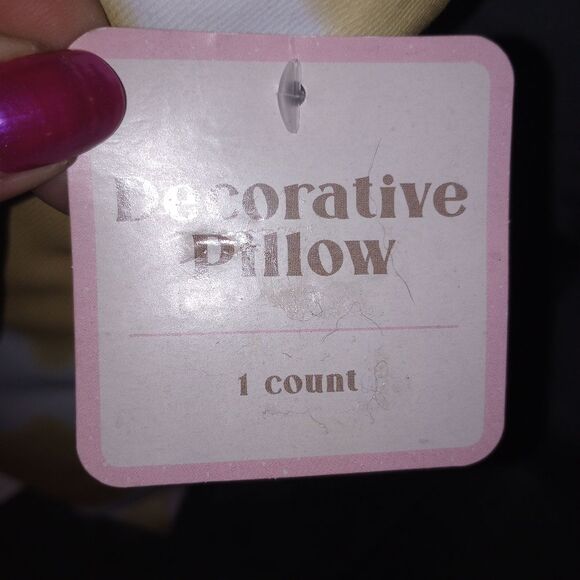 Decorative
Pillow
1 count